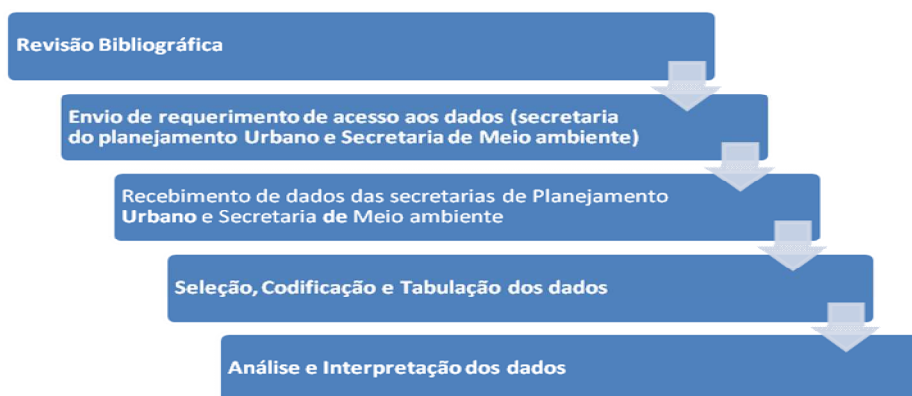 Revisão Bibliográfica
Envio de requerimento de acesso aos dados (secretaria
do planejamento Urbano e Secretaria de Meio ambiente)
Recebimento de dados das secretarias de Planejamento
Urbano e Secretaria de Meio ambiente
Seleção, Codificação e Tabulação dos dados
Análise e Interpretação dos dados